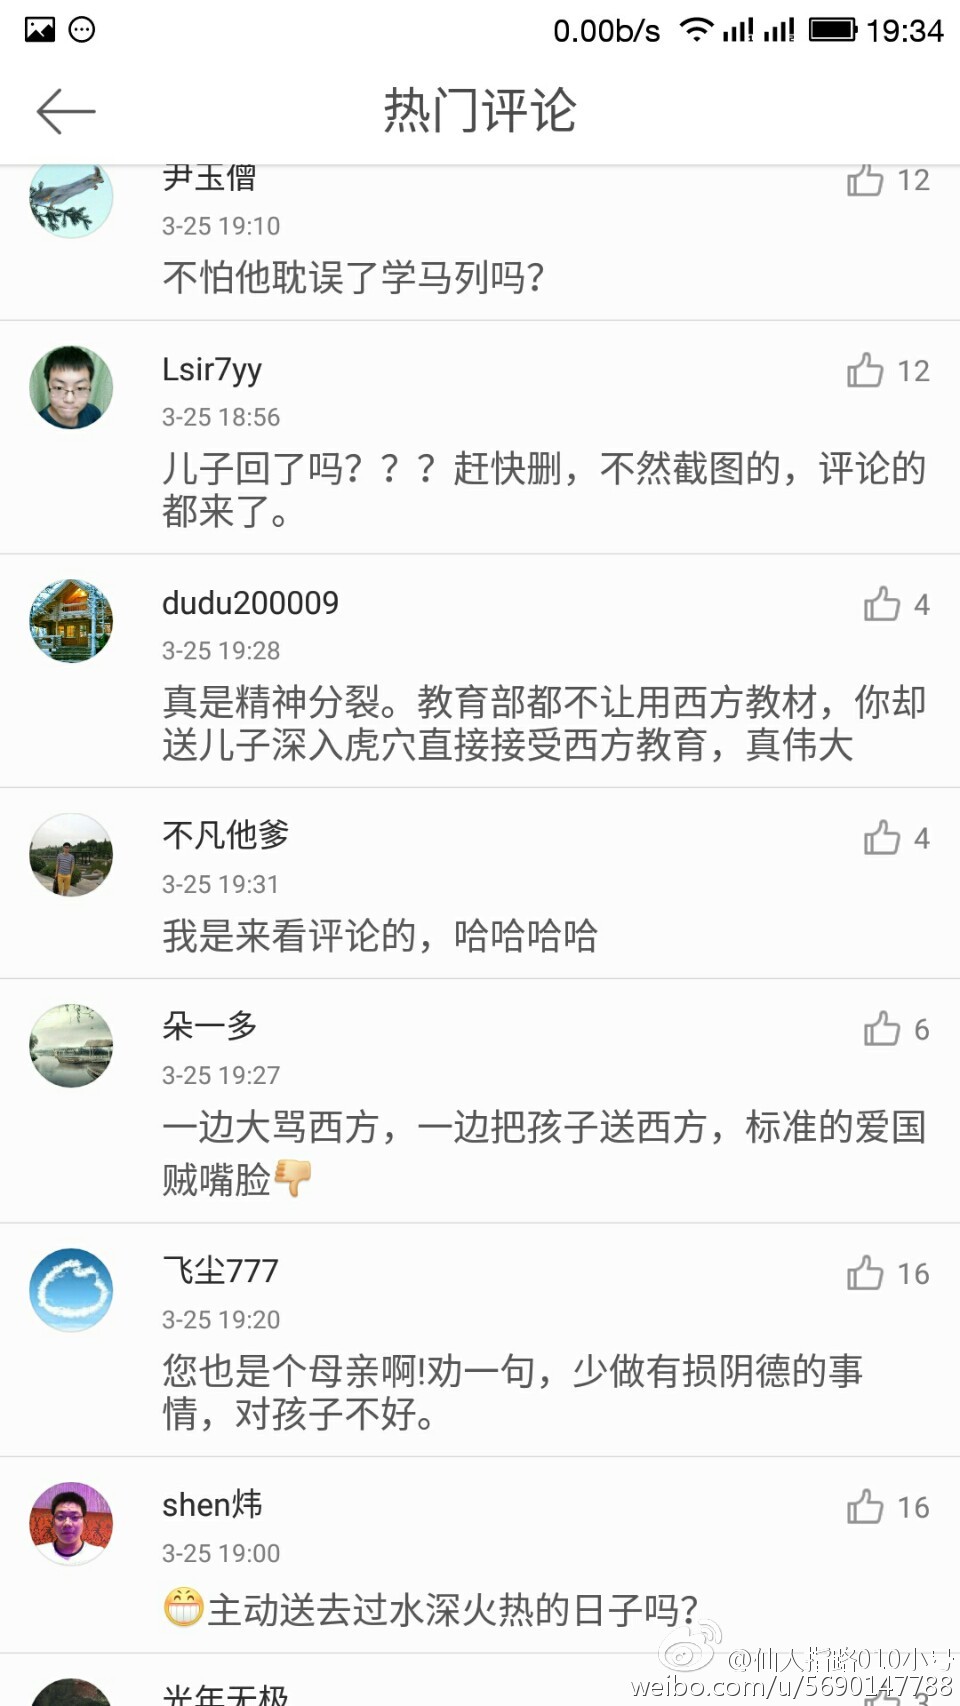 0.00b/s 19:34
热门评论
尹玉僧
12
3-25 19:10
不怕他耽误了学马列吗？
Lsir7yy
12
3-25 18:56
儿子回了吗？？？赶快删，不然截图的，评论的
都来了。
dudu200009
4
3-25 19:28
真是精神分裂。教育部都不让用西方教材，你却
送儿子深入虎穴直接接受西方教育，真伟大
不凡他爹
4
3-25 19:31
我是来看评论的，哈哈哈哈
朵一多
6
3-25 19:27
一边大骂西方，一边把孩子送西方，标准的爱国
贼嘴脸👎
飞尘777
16
3-25 19:20
您也是个母亲啊!劝一句，少做有损阴德的事
情，对孩子不好。
shen炜
16
3-25 19:00
😁主动送去过水深火热的日子吗？
@仙人指路010小号
光年无极
3
weibo.com/u/5690147788